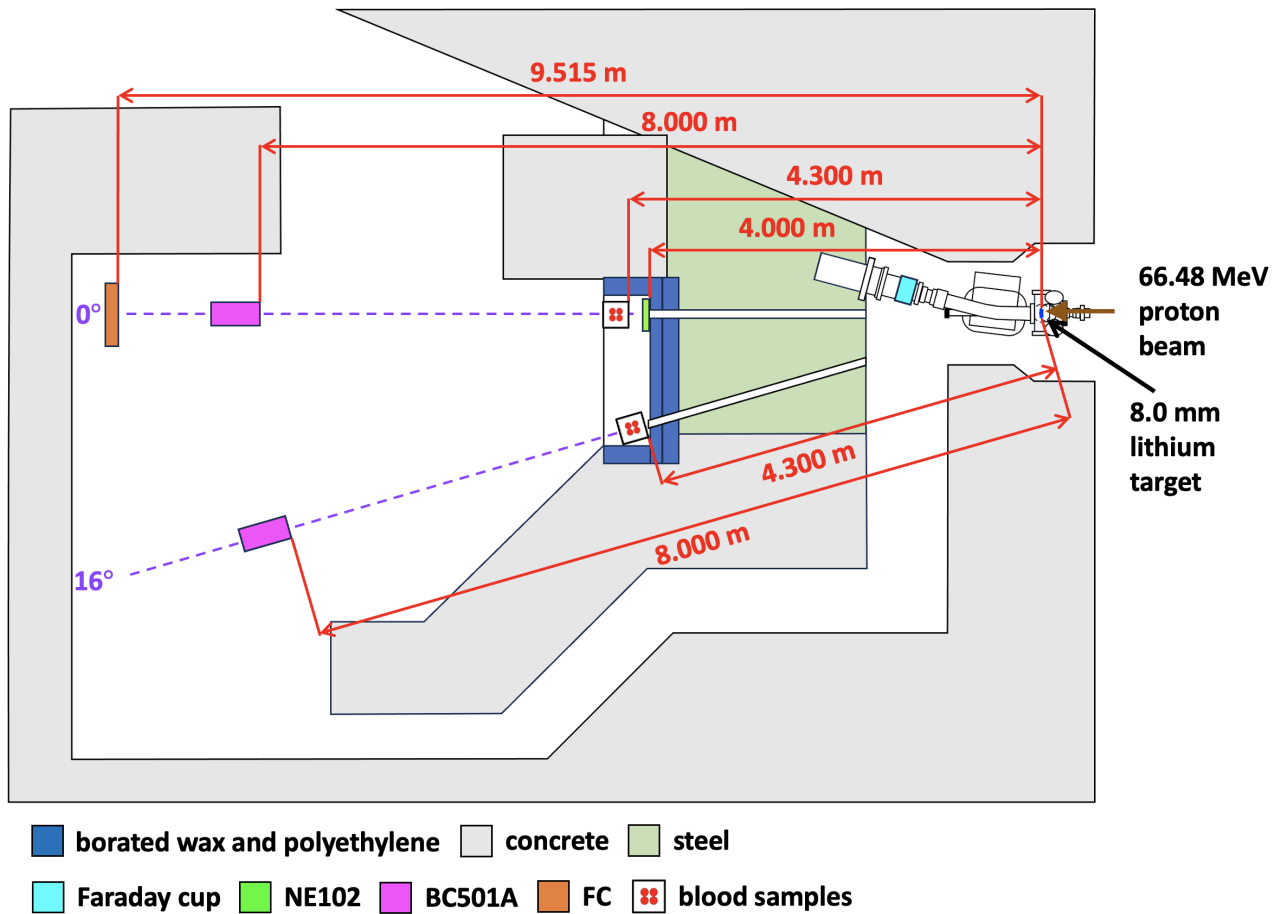 9.515 m
8.000 m
4.300 m
4.000 m
66.48 MeV
proton
beam
0°
8.0 mm
lithium
target
4.300 m
8.000 m
16°
borated wax and polyethylene
concrete
steel
Faraday cup
NE102
BC501A
FC
blood samples